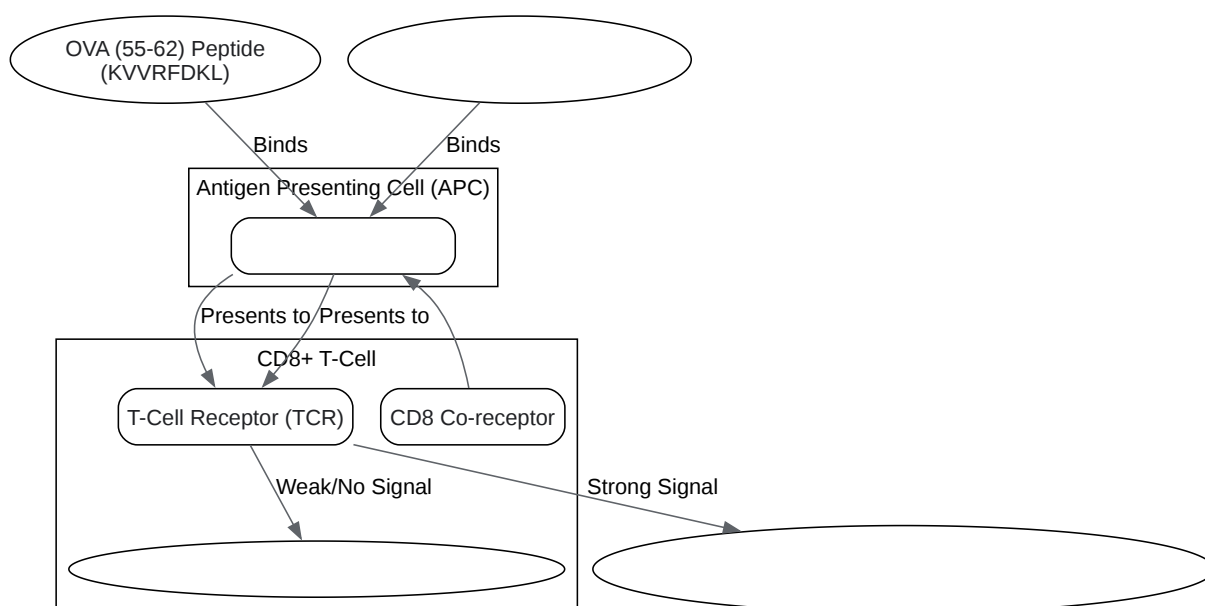 OVA (55-62) Peptide
(KVVRFDKL)
Binds
Binds
Antigen Presenting Cell (APC)
Presents to
Presents to
CD8+ T-Cell
T-Cell Receptor (TCR)
CD8 Co-receptor
Weak/No Signal
Strong Signal